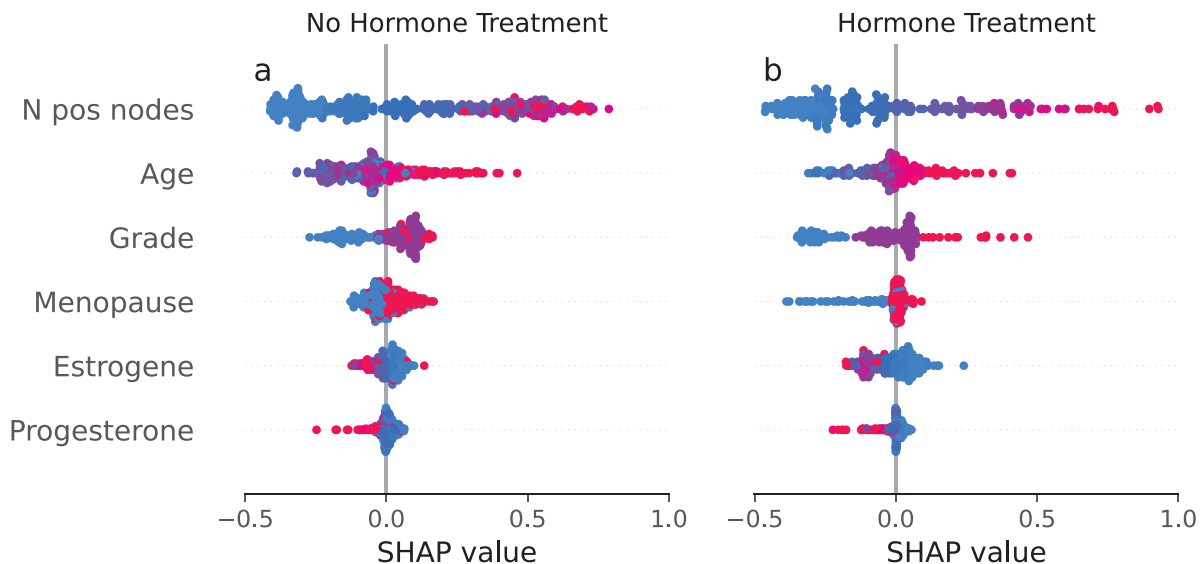 No Hormone Treatment
Hormone Treatment
a
b
N pos nodes
Age
Grade
Menopause
Estrogene
Progesterone
−0.5 0.0 0.5 1.0
−0.5 0.0 0.5 1.0
SHAP value
SHAP value